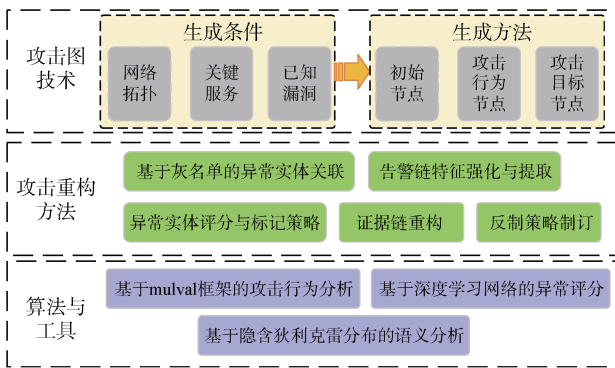 攻击图
技术
生成条件
网络
拓扑
关键
服务
已知
漏洞
生成方法
初始
节点
攻击
行为
节点
攻击
目标
节点
攻击重构
方法
基于灰名单的异常实体关联
告警链特征强化与提取
异常实体评分与标记策略
证据链重构
反制策略制订
算法与
工具
基于mulval框架的攻击行为分析
基于深度学习网络的异常评分
基于隐含狄利克雷分布的语义分析